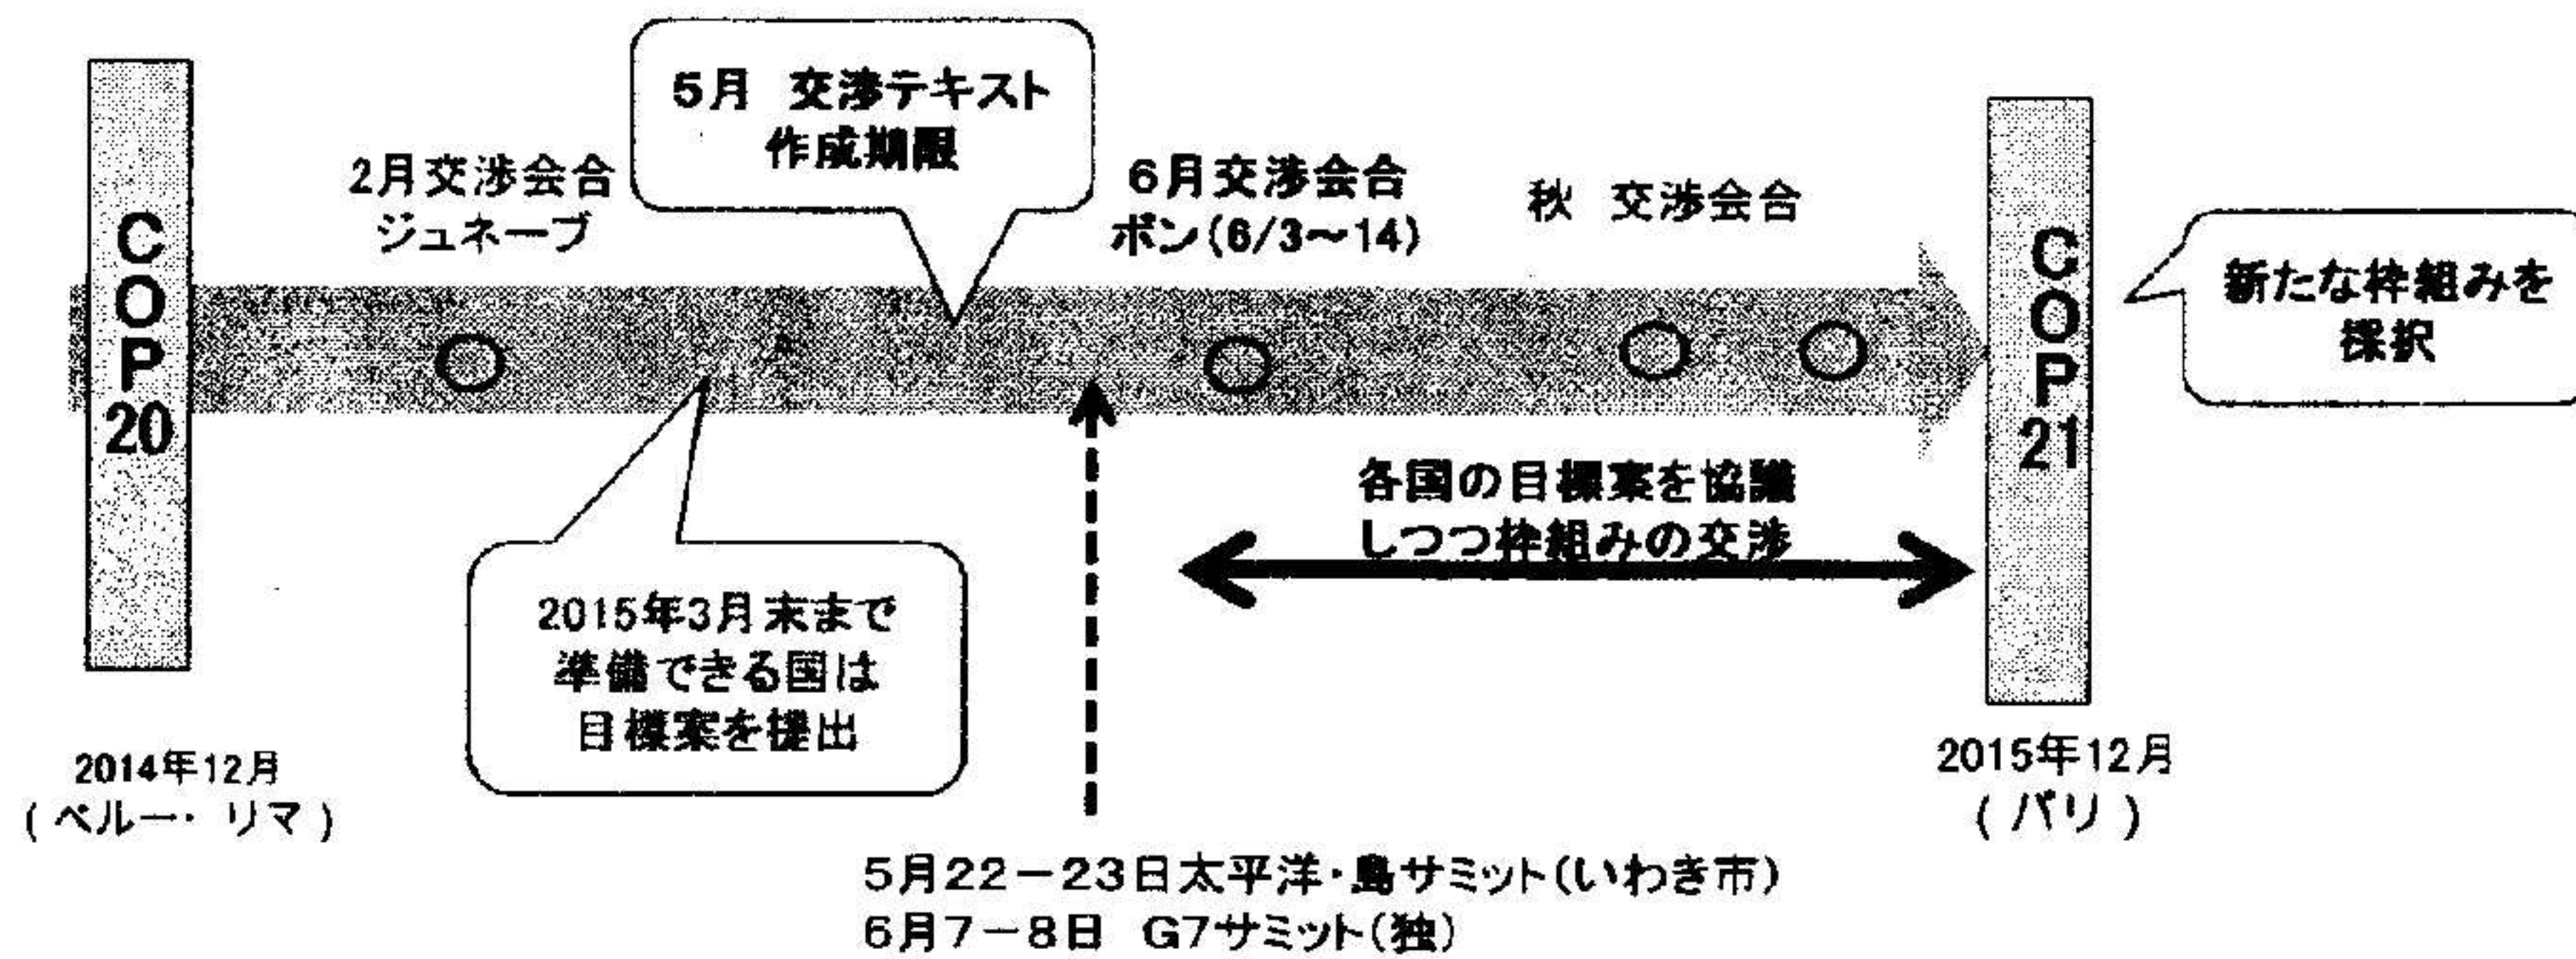 5月 交渉テキスト
作成期限
2月交渉会合
ジュネーブ
6月交渉会合
ボン(6/3～14)
秋 交渉会合
COP20
COP21
新たな枠組みを
採択
各国の目標案を協議
しつつ枠組みの交渉
2015年3月末まで
準備できる国は
目標案を提出
2014年12月
(ペルー・リマ)
2015年12月
(パリ)
5月22－23日太平洋・島サミット(いわき市)
6月7－8日 G7サミット(独)